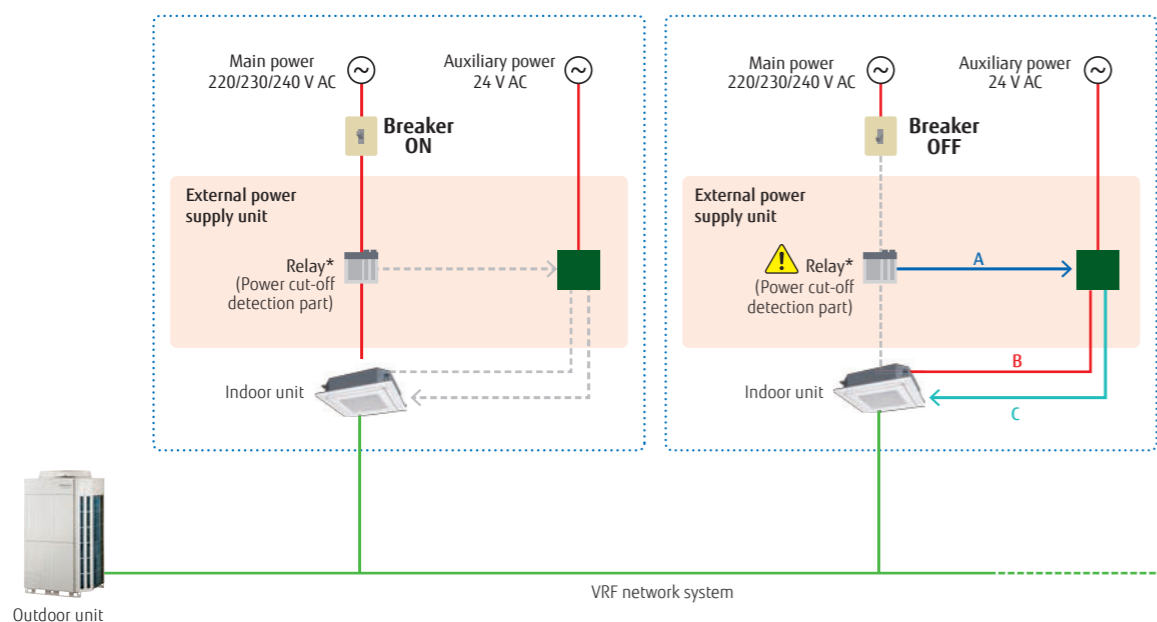 Main power
220/230/240 V AC
Auxiliary power
24 V AC
Breaker
ON
External power
supply unit
Relay*
(Power cut-off
detection part)
Indoor unit
Main power
220/230/240 V AC
Auxiliary power
24 V AC
Breaker
OFF
External power
supply unit
Relay*
(Power cut-off
detection part)
A
B
Indoor unit
C
VRF network system
Outdoor unit